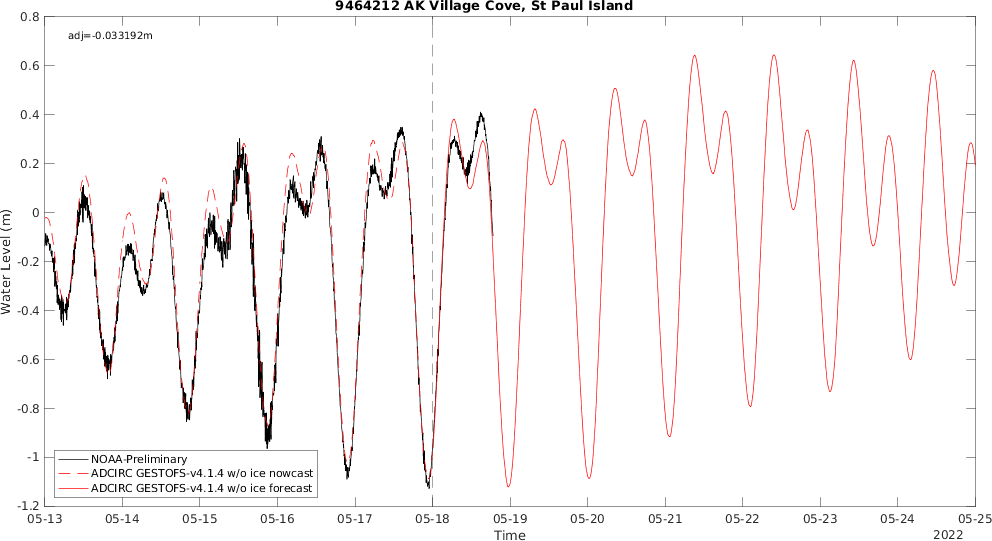 9464212 AK Village Cove, St Paul Island
adj=-0.033192m
0.8
0.6
0.4
0.2
0
-0.2
-0.4
-0.6
-0.8
-1
-1.2
Water Level (m)
NOAA-Preliminary
ADCIRC GESTOFS-v4.1.4 w/o ice nowcast
ADCIRC GESTOFS-v4.1.4 w/o ice forecast
05-13 05-14 05-15 05-16 05-17 05-18 05-19 05-20 05-21 05-22 05-23 05-24 05-25
Time
2022